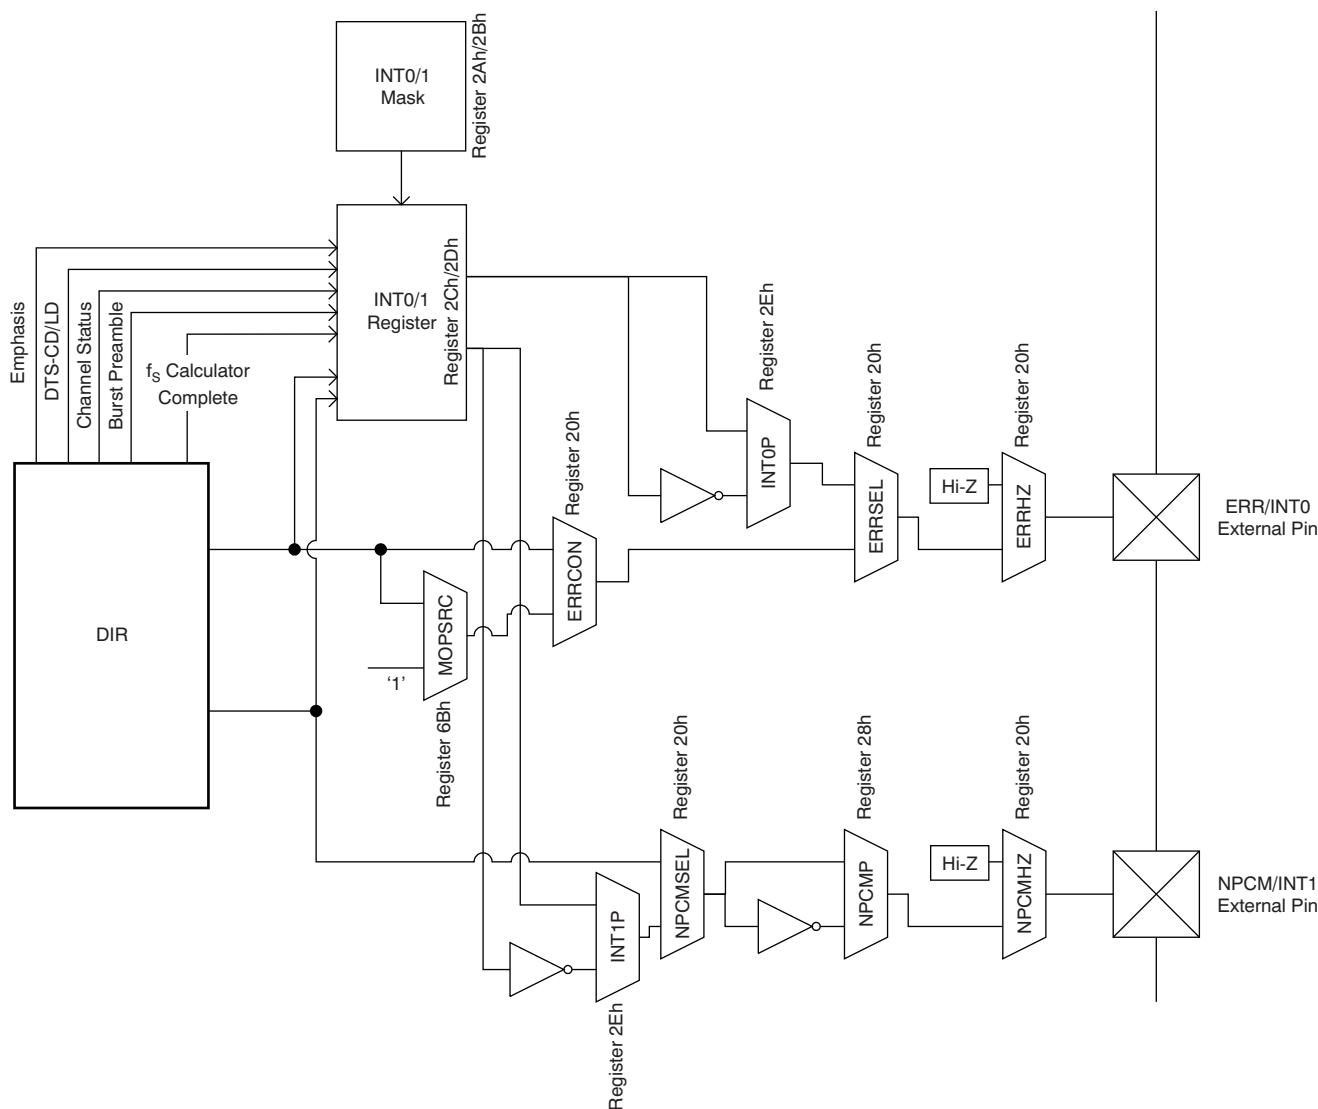 INT0/1
Mask
Register 2Ah/2Bh
INT0/1
Register
Register 2Ch/2Dh
Emphasis
DTS-CD/LD
Channel Status
Burst Preamble
fS Calculator
Complete
DIR
MOPSRC
'1'
Register 6Bh
ERRCON
Register 20h
INT0P
Register 2Eh
ERRSEL
Register 20h
Hi-Z
ERRHZ
Register 20h
ERR/INT0
External Pin
INT1P
Register 2Eh
NPCMSEL
Register 20h
NPCMP
Register 28h
Hi-Z
NPCMHZ
Register 20h
NPCM/INT1
External Pin